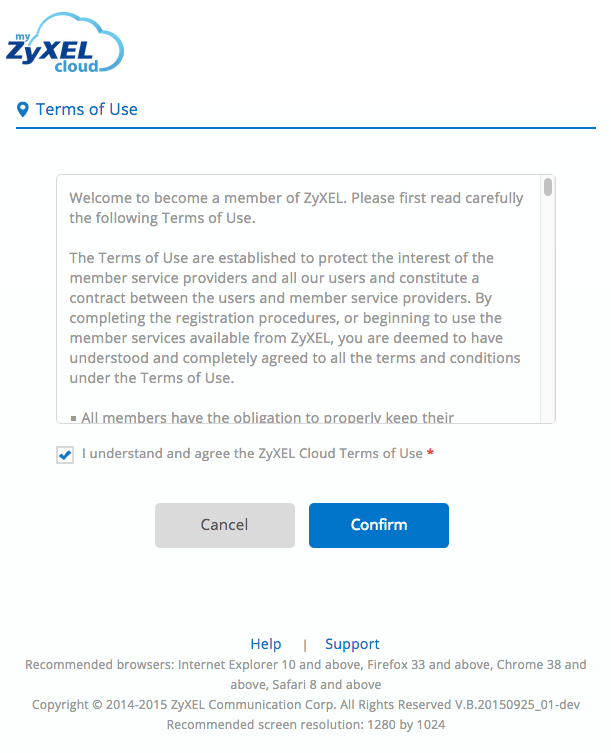 my
ZyXEL
cloud
Terms of Use
Welcome to become a member of ZyXEL. Please first read carefully
the following Terms of Use.
The Terms of Use are established to protect the interest of the
member service providers and all our users and constitute a
contract between the users and member service providers. By
completing the registration procedures, or beginning to use the
member services available from ZyXEL, you are deemed to have
understood and completely agreed to all the terms and conditions
under the Terms of Use.
▪ All members have the obligation to properly keep their
I understand and agree the ZyXEL Cloud Terms of Use *
Cancel
Confirm
Help | Support
Recommended browsers: Internet Explorer 10 and above, Firefox 33 and above, Chrome 38 and
above, Safari 8 and above
Copyright © 2014-2015 ZyXEL Communication Corp. All Rights Reserved V.B.20150925_01-dev
Recommended screen resolution: 1280 by 1024